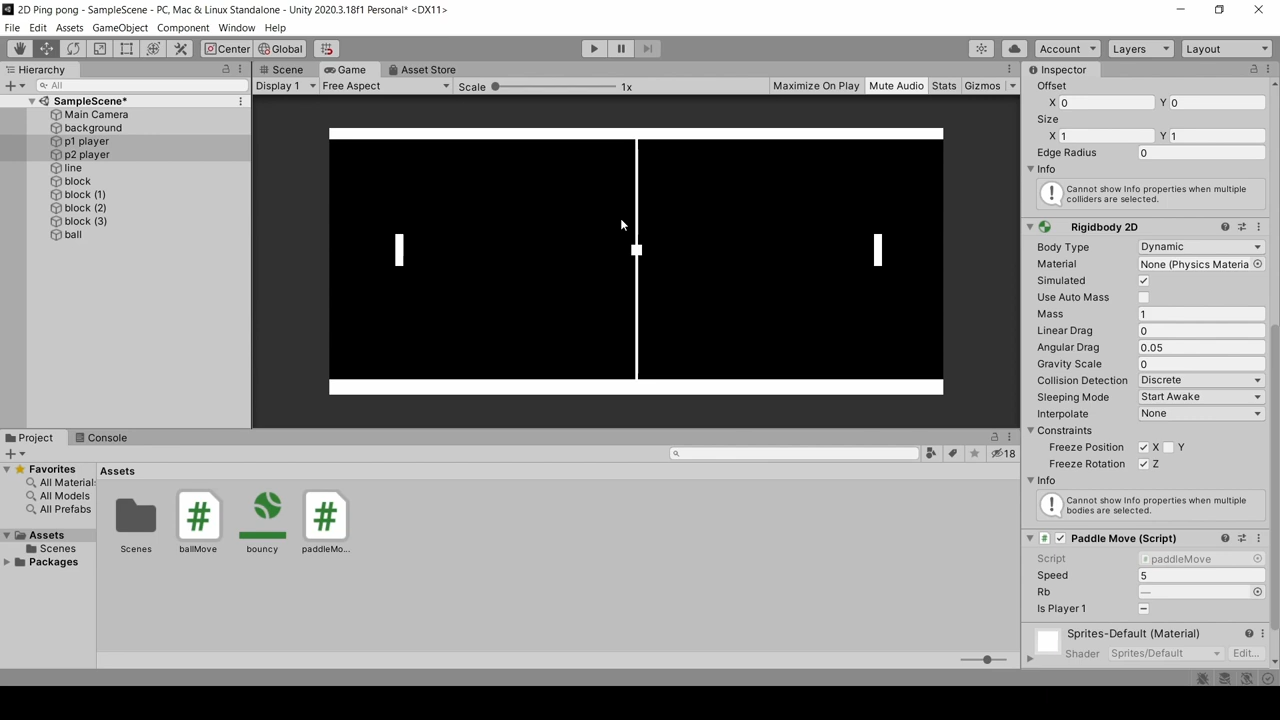 2D Ping pong - SampleScene - PC, Mac & Linux Standalone - Unity 2020.3.18f1 Personal* <DX11>
File Edit Assets GameObject Component Window Help
Center Global Account Layers Layout
Hierarchy
All
SampleScene*
Main Camera
background
p1 player
p2 player
line
block
block (1)
block (2)
block (3)
ball
Scene Game Asset Store
Display 1 Free Aspect Scale 1x Maximize On Play Mute Audio Stats Gizmos
Project Console
18
Favorites
All Material
All Models
All Prefabs
Assets
Scenes
Packages
Assets
Scenes ballMove bouncy paddleMo...
Inspector
Offset
X 0 Y 0
Size
X 1 Y 1
Edge Radius 0
Info
Cannot show Info properties when multiple
colliders are selected.
Rigidbody 2D
Body Type Dynamic
Material None (Physics Materia
Simulated
Use Auto Mass
Mass 1
Linear Drag 0
Angular Drag 0.05
Gravity Scale 0
Collision Detection Discrete
Sleeping Mode Start Awake
Interpolate None
Constraints
Freeze Position X Y
Freeze Rotation Z
Info
Cannot show Info properties when multiple
bodies are selected.
# Paddle Move (Script)
Script # paddleMove
Speed 5
Rb —
Is Player 1
Sprites-Default (Material)
Shader Sprites/Default Edit...